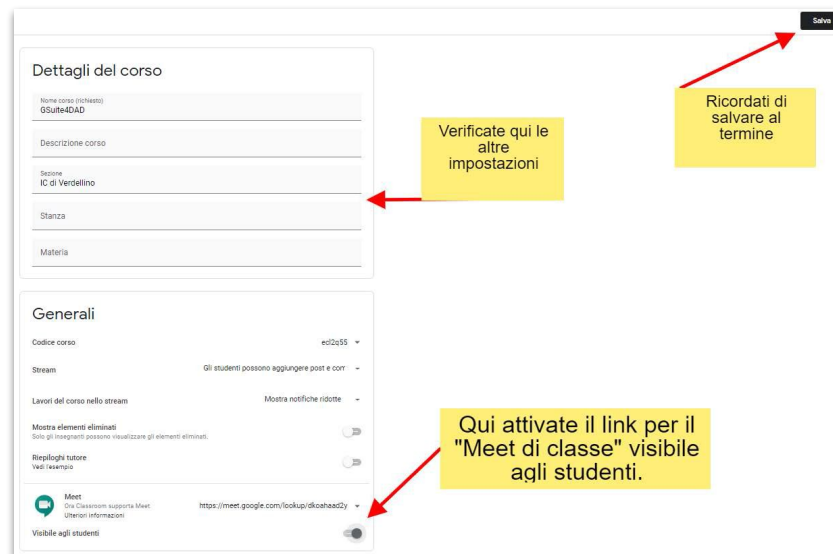 Salva
Dettagli del corso
Nome corso (richiesto)
GSuite4DAD
Descrizione corso
Sezione
IC di Verdellino
Stanza
Materia
Verificate qui le
altre
impostazioni
Ricordati di
salvare al
termine
Generali
Codice corso
ecl2q55
Stream
Gli studenti possono aggiungere post e com
Lavori del corso nello stream
Mostra notifiche ridotte
Mostra elementi eliminati
Solo gli insegnanti possono visualizzare gli elementi eliminati.
Riepiloghi tutore
Vedi l'esempio
Meet
Ora Classroom supporta Meet
Ulteriori informazioni
https://meet.google.com/lookup/dkoahaad2y
Visibile agli studenti
Qui attivate il link per il
"Meet di classe" visibile
agli studenti.